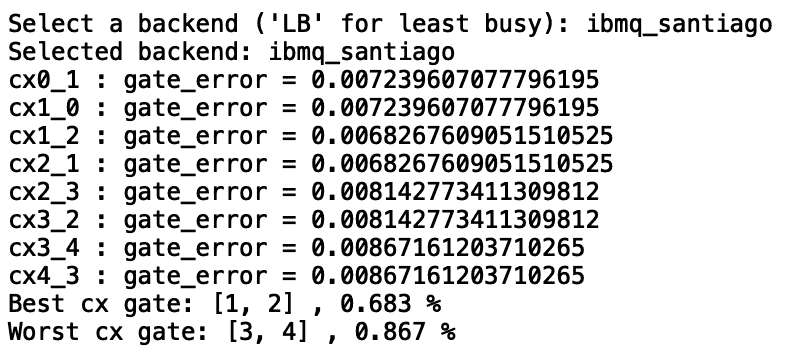 Select a backend ('LB' for least busy): ibmq_santiago
Selected backend: ibmq_santiago
cx0_1 : gate_error = 0.007239607077796195
cx1_0 : gate_error = 0.007239607077796195
cx1_2 : gate_error = 0.0068267609051510525
cx2_1 : gate_error = 0.0068267609051510525
cx2_3 : gate_error = 0.008142773411309812
cx3_2 : gate_error = 0.008142773411309812
cx3_4 : gate_error = 0.00867161203710265
cx4_3 : gate_error = 0.00867161203710265
Best cx gate: [1, 2] , 0.683 %
Worst cx gate: [3, 4] , 0.867 %